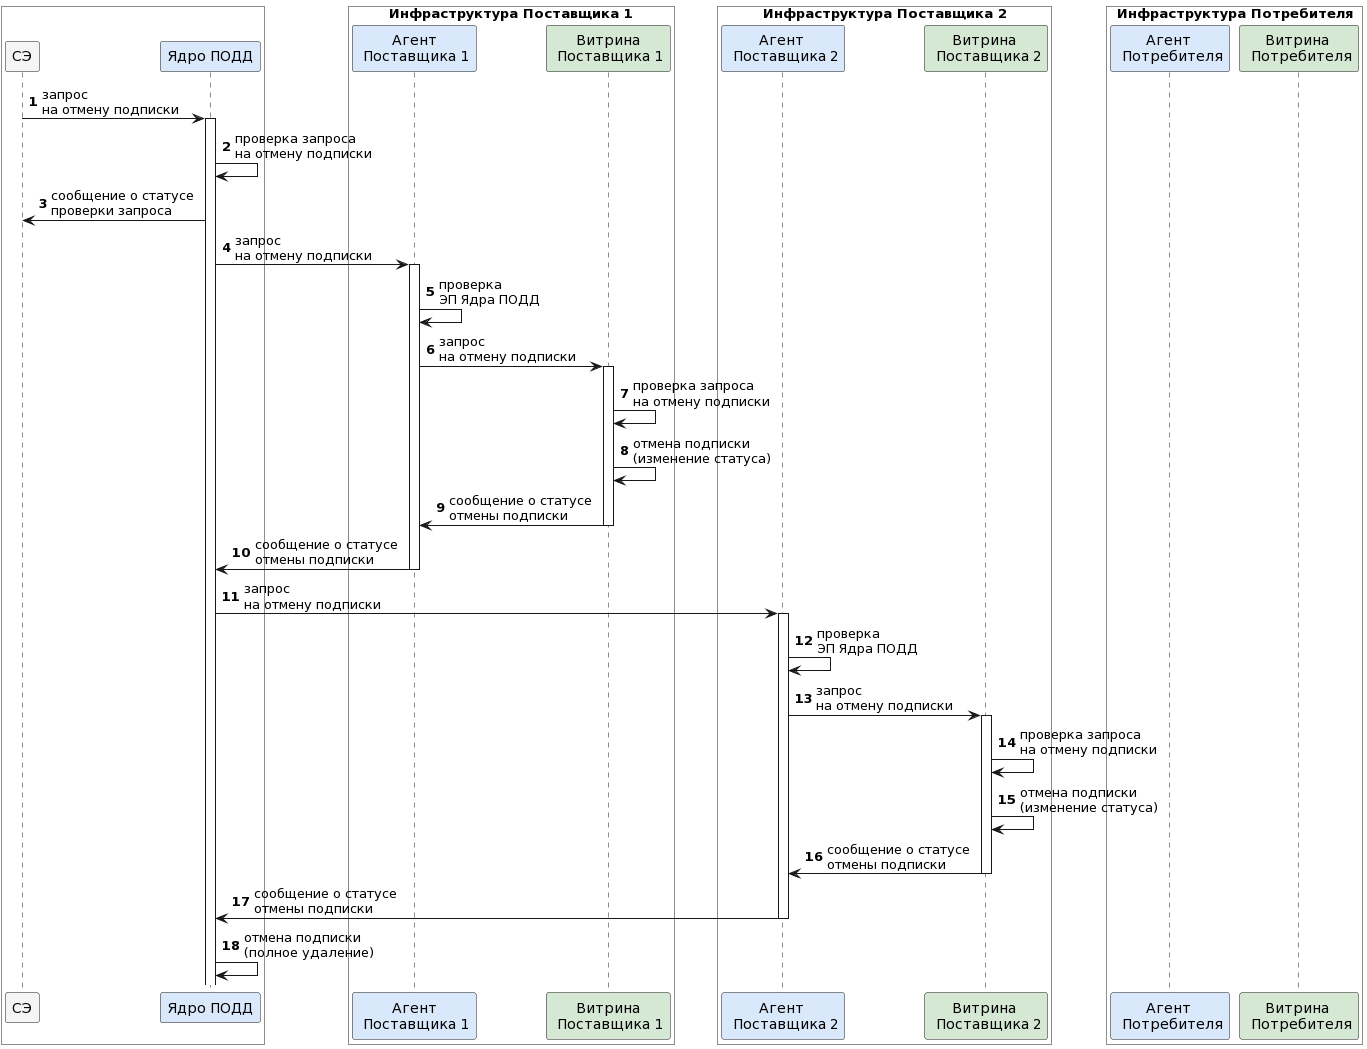 Инфраструктура Поставщика 1
Инфраструктура Поставщика 2
Инфраструктура Потребителя
СЭ
Ядро ПОДД
Агент
Поставщика 1
Витрина
Поставщика 1
Агент
Поставщика 2
Витрина
Поставщика 2
Агент
Потребителя
Витрина
Потребителя
1 запрос
на отмену подписки
2 проверка запроса
на отмену подписки
3 сообщение о статусе
проверки запроса
4 запрос
на отмену подписки
5 проверка
ЭП Ядра ПОДД
6 запрос
на отмену подписки
7 проверка запроса
на отмену подписки
8 отмена подписки
(изменение статуса)
9 сообщение о статусе
отмены подписки
10 сообщение о статусе
отмены подписки
11 запрос
на отмену подписки
12 проверка
ЭП Ядра ПОДД
13 запрос
на отмену подписки
14 проверка запроса
на отмену подписки
15 отмена подписки
(изменение статуса)
16 сообщение о статусе
отмены подписки
17 сообщение о статусе
отмены подписки
18 отмена подписки
(полное удаление)
СЭ
Ядро ПОДД
Агент
Поставщика 1
Витрина
Поставщика 1
Агент
Поставщика 2
Витрина
Поставщика 2
Агент
Потребителя
Витрина
Потребителя